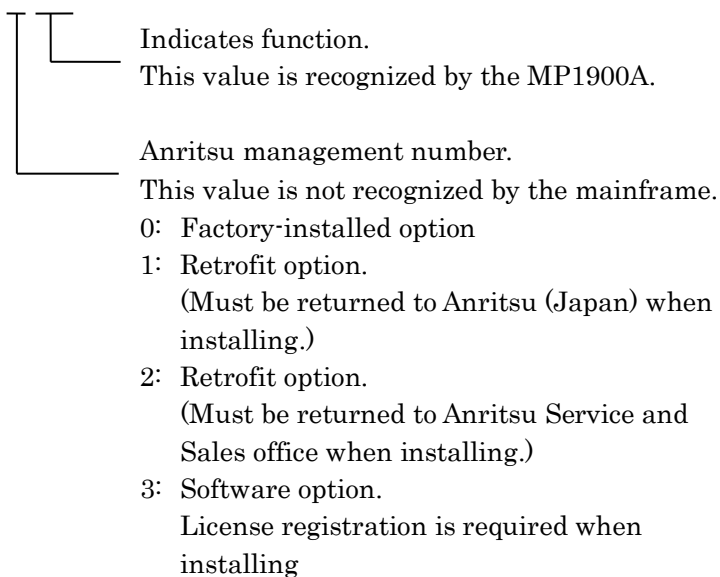 Indicates function.
This value is recognized by the MP1900A.
Anritsu management number.
This value is not recognized by the mainframe.
0: Factory-installed option
1: Retrofit option.
(Must be returned to Anritsu (Japan) when
installing.)
2: Retrofit option.
(Must be returned to Anritsu Service and
Sales office when installing.)
3: Software option.
License registration is required when
installing